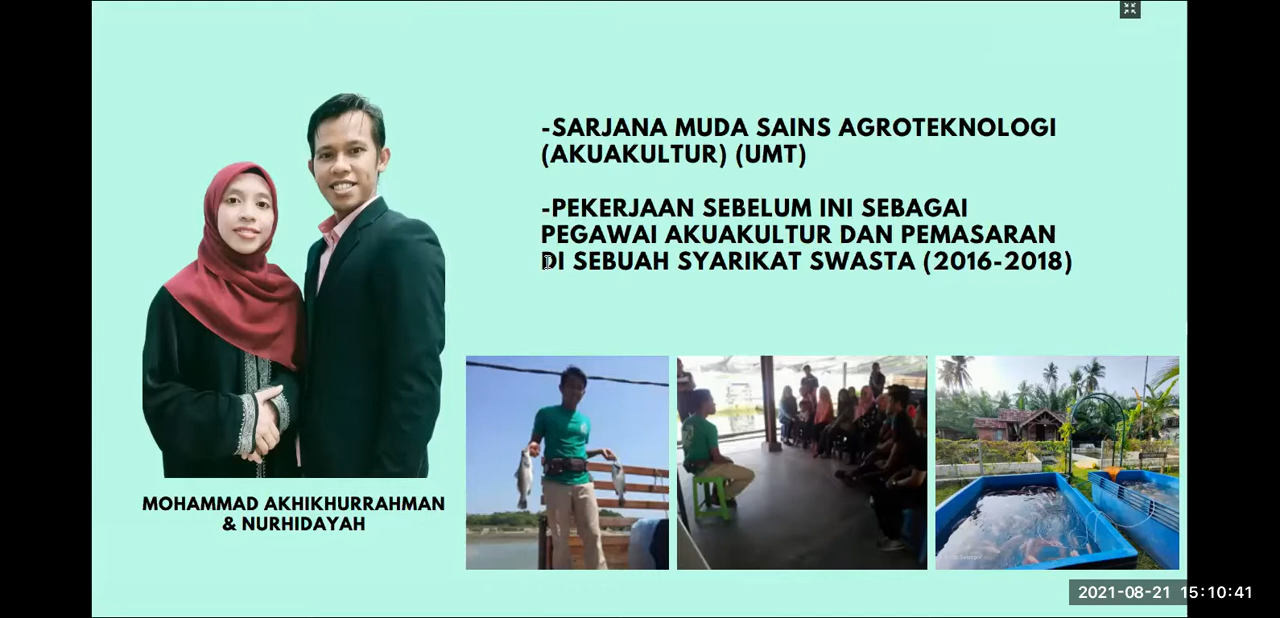 -SARJANA MUDA SAINS AGROTEKNOLOGI
(AKUAKULTUR) (UMT)
-PEKERJAAN SEBELUM INI SEBAGAI
PEGAWAI AKUAKULTUR DAN PEMASARAN
DI SEBUAH SYARIKAT SWASTA (2016-2018)
MOHAMMAD AKHIKHURRAHMAN
& NURHIDAYAH
2021-08-21 15:10:41